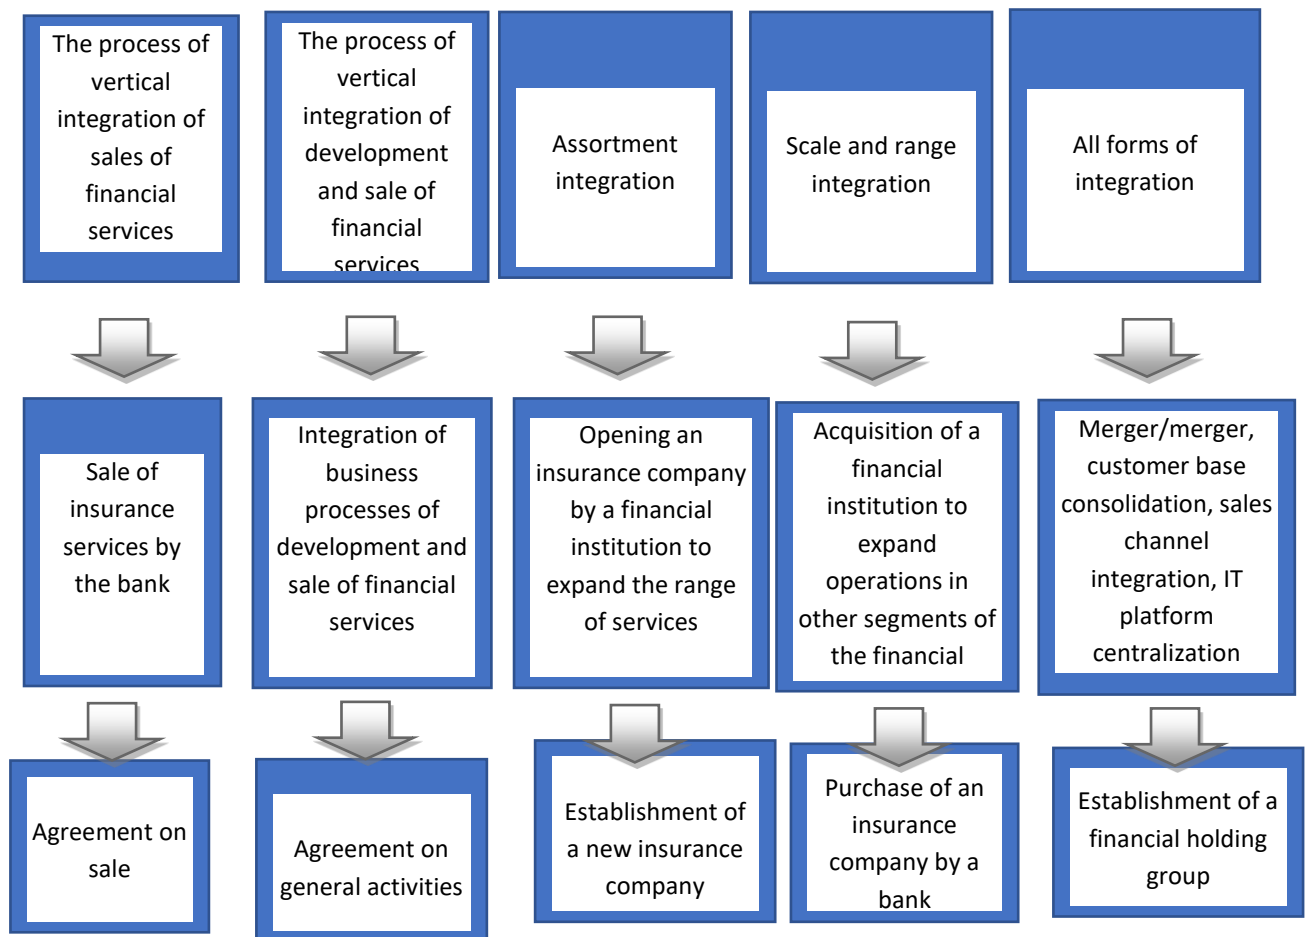 The process of
vertical
integration of
sales of
financial
services
The process of
vertical
integration of
development
and sale of
financial
services
Assortment
integration
Scale and range
integration
All forms of
integration
Sale of
insurance
services by
the bank
Integration of
business
processes of
development and
sale of financial
services
Opening an
insurance company
by a financial
institution to
expand the range
of services
Acquisition of a
financial
institution to
expand
operations in
other segments of
the financial
Merger/merger,
customer base
consolidation, sales
channel
integration, IT
platform
centralization
Agreement on
sale
Agreement on
general activities
Establishment of
a new insurance
company
Purchase of an
insurance
company by a
bank
Establishment of a
financial holding
group